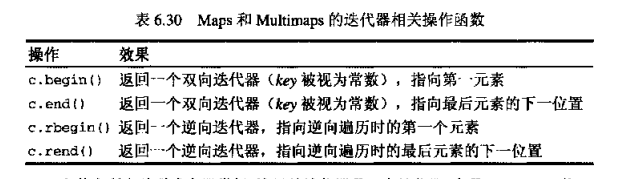 表 6.30 Maps 和 Multimaps 的迭代器相关操作函数
操作 效果
c.begin() 返回一个双向迭代器（key 被视为常数），指向第一元素
c.end() 返回一个双向迭代器（key 被视为常数），指向最后元素的下一位置
c.rbegin() 返回一个逆向迭代器，指向逆向遍历时的第一个元素
c.rend() 返回一个逆向迭代器，指向逆向遍历时的最后元素的下一位置